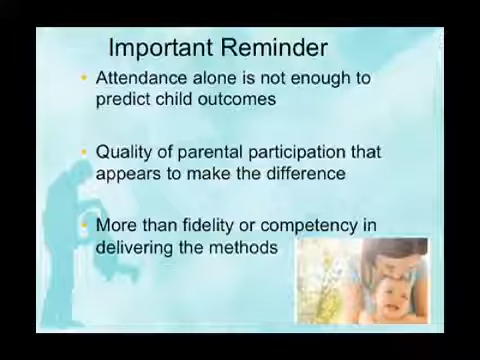 Important Reminder
Attendance alone is not enough to
predict child outcomes
Quality of parental participation that
appears to make the difference
More than fidelity or competency in
delivering the methods